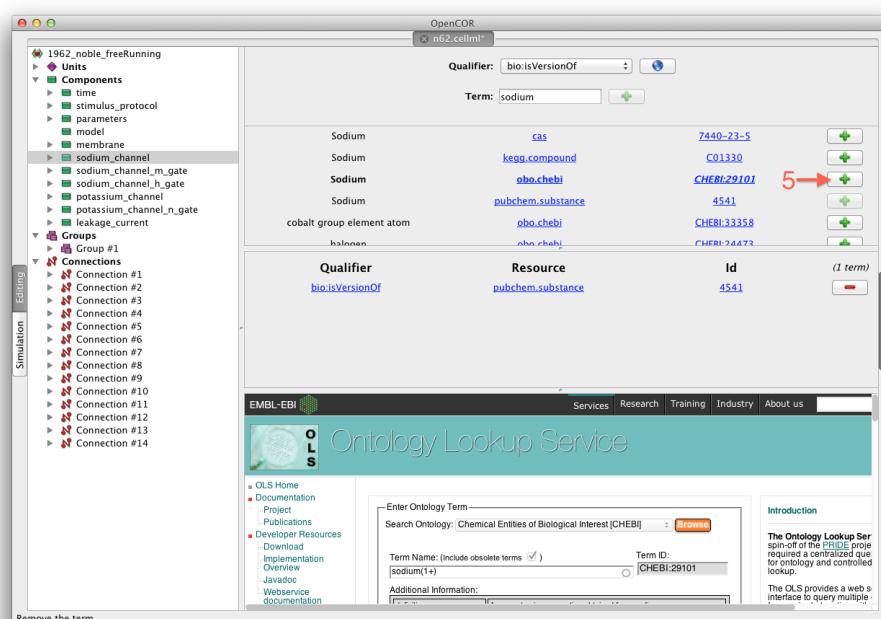 OpenCOR
n62.cellml*
1962_noble_freeRunning
Units
Components
time
stimulus_protocol
parameters
model
membrane
sodium_channel
sodium_channel_m_gate
sodium_channel_h_gate
potassium_channel
potassium_channel_n_gate
leakage_current
Groups
Group #1
Connections
Connection #1
Connection #2
Connection #3
Connection #4
Connection #5
Connection #6
Connection #7
Connection #8
Connection #9
Connection #10
Connection #11
Connection #12
Connection #13
Connection #14
Editing
Simulation
Qualifier: bio:isVersionOf
Term: sodium
Sodium cas 7440-23-5
Sodium kegg.compound C01330
Sodium obo.chebi CHEBI:29101 5
Sodium pubchem.substance 4541
cobalt group element atom obo.chebi CHEBI:33358
halogen obo.chebi CHEBI:24473
Qualifier Resource Id (1 term)
bio:isVersionOf pubchem.substance 4541
EMBL-EBI Services Research Training Industry About us
OLS Ontology Lookup Service
OLS Home
Documentation
Project
Publications
Developer Resources
Download
Implementation
Overview
Javadoc
Webservice
documentation
Enter Ontology Term
Search Ontology: Chemical Entities of Biological Interest [CHEBI] Browse
Term Name: (Include obsolete terms ) Term ID:
sodium(1+) CHEBI:29101
Additional Information:
Introduction
The Ontology Lookup Ser
spin-off of the PRIDE proje
required a centralized que
for ontology and controlled
lookup.
The OLS provides a web s
interface to query multiple
Remove the term